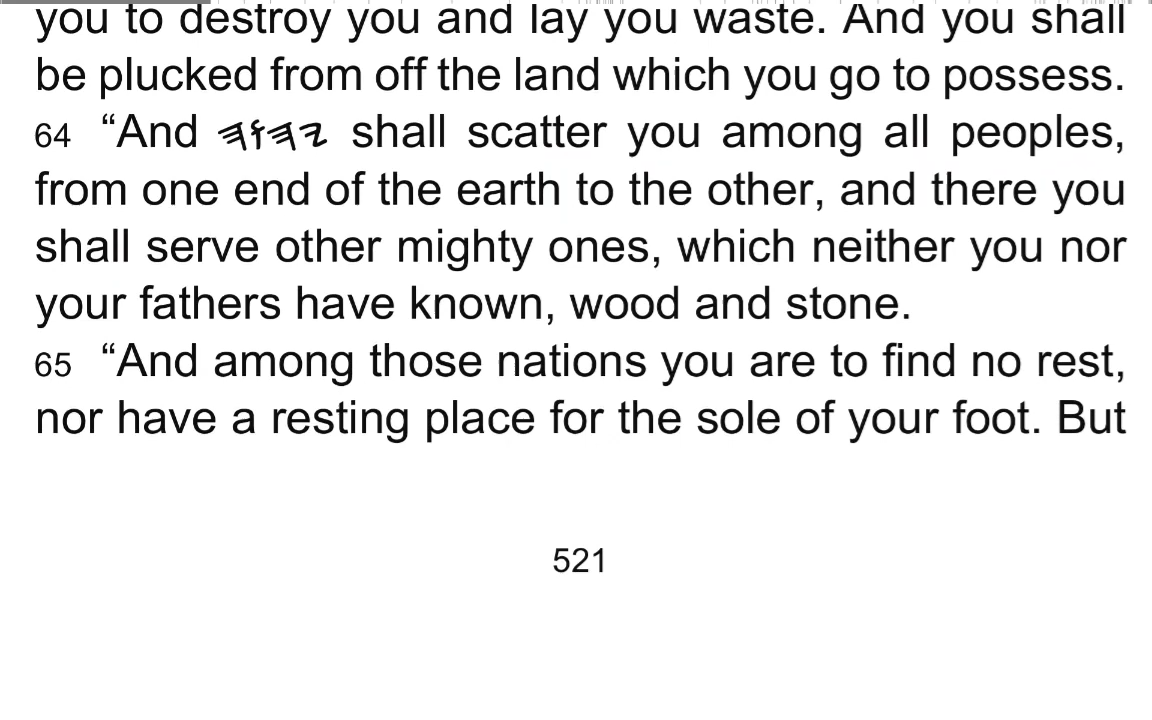 you to destroy you and lay you waste. And you shall
be plucked from off the land which you go to possess.
64 “And 𐤉𐤄𐤅𐤄 shall scatter you among all peoples,
from one end of the earth to the other, and there you
shall serve other mighty ones, which neither you nor
your fathers have known, wood and stone.
65 “And among those nations you are to find no rest,
nor have a resting place for the sole of your foot. But
521